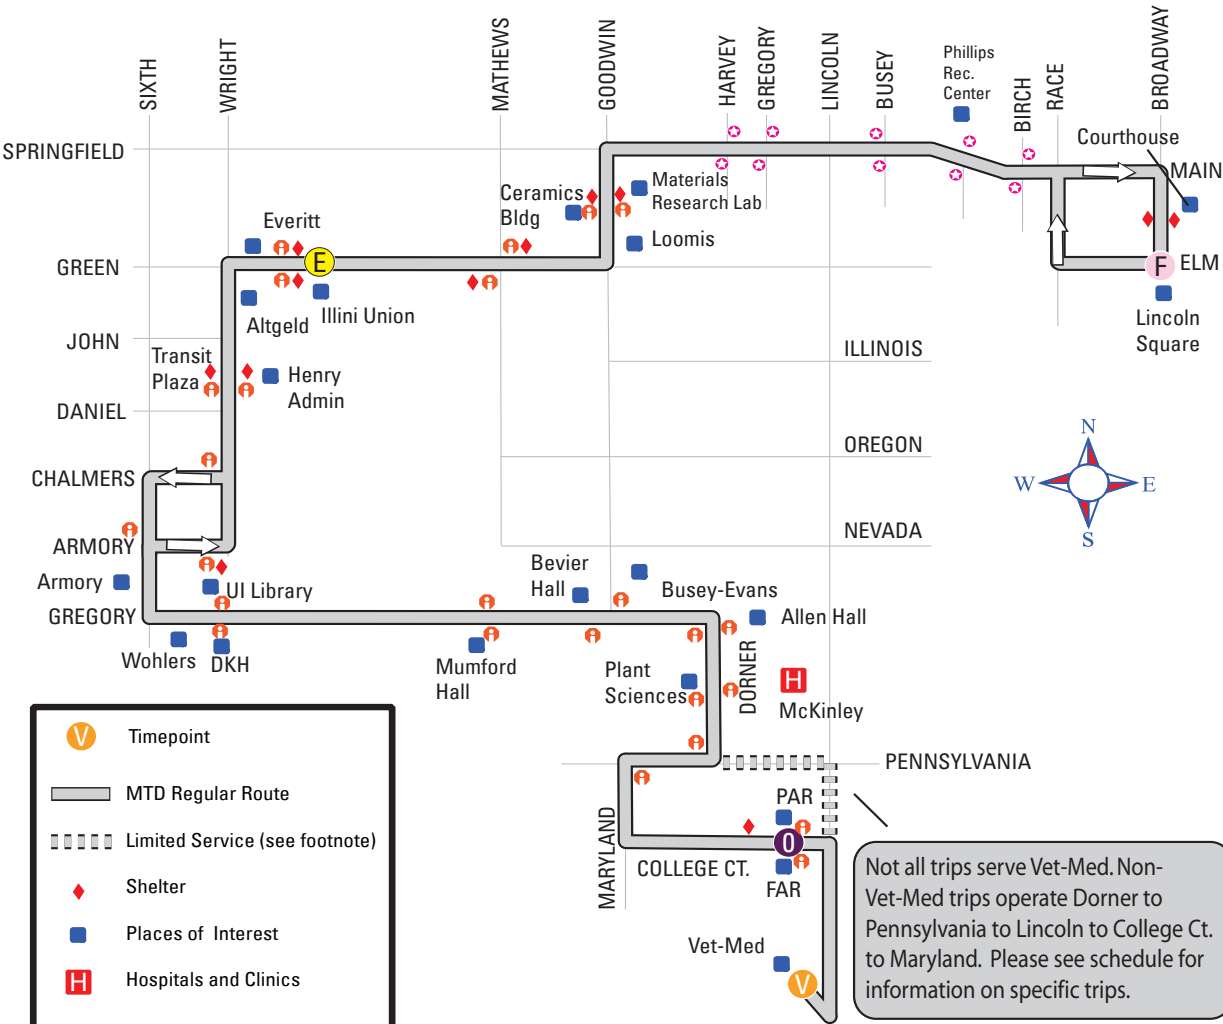 SIXTH
WRIGHT
MATHEWS
GOODWIN
HARVEY
GREGORY
LINCOLN
BUSEY
Phillips
Rec.
Center
BIRCH
RACE
BROADWAY
Courthouse
SPRINGFIELD
MAIN
Ceramics
Bldg
Materials
Research Lab
Everitt
Loomis
GREEN
E
F
ELM
Altgeld
Illini Union
Lincoln
Square
JOHN
ILLINOIS
Transit
Plaza
Henry
Admin
DANIEL
OREGON
N
W
E
S
CHALMERS
NEVADA
ARMORY
Armory
UI Library
Bevier
Hall
Busey-Evans
GREGORY
Allen Hall
Wohlers
DKH
Mumford
Hall
Plant
Sciences
DORNER
H
McKinley
PENNSYLVANIA
MARYLAND
PAR
O
COLLEGE CT.
FAR
Vet-Med
V
V
Timepoint
MTD Regular Route
Limited Service (see footnote)
Shelter
Places of Interest
H
Hospitals and Clinics
Not all trips serve Vet-Med. Non-
Vet-Med trips operate Dorner to
Pennsylvania to Lincoln to College Ct.
to Maryland. Please see schedule for
information on specific trips.